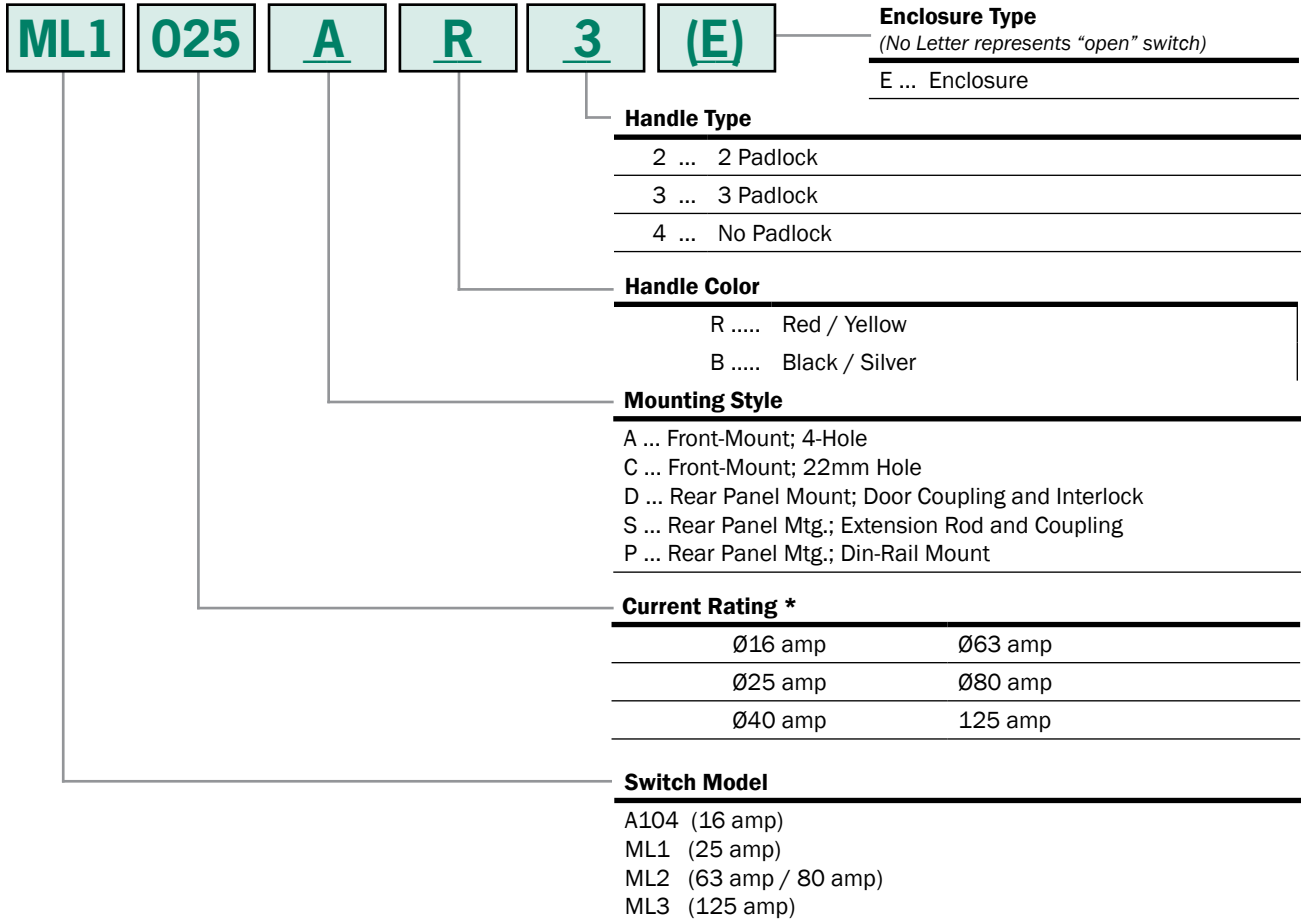 ML1 025 A R 3 (E)
Enclosure Type
(No Letter represents “open” switch)
E ... Enclosure
Handle Type
2 ... 2 Padlock
3 ... 3 Padlock
4 ... No Padlock
Handle Color
R ..... Red / Yellow
B ..... Black / Silver
Mounting Style
A ... Front-Mount; 4-Hole
C ... Front-Mount; 22mm Hole
D ... Rear Panel Mount; Door Coupling and Interlock
S ... Rear Panel Mtg.; Extension Rod and Coupling
P ... Rear Panel Mtg.; Din-Rail Mount
Current Rating *
Ø16 amp Ø63 amp
Ø25 amp Ø80 amp
Ø40 amp 125 amp
Switch Model
A104 (16 amp)
ML1 (25 amp)
ML2 (63 amp / 80 amp)
ML3 (125 amp)